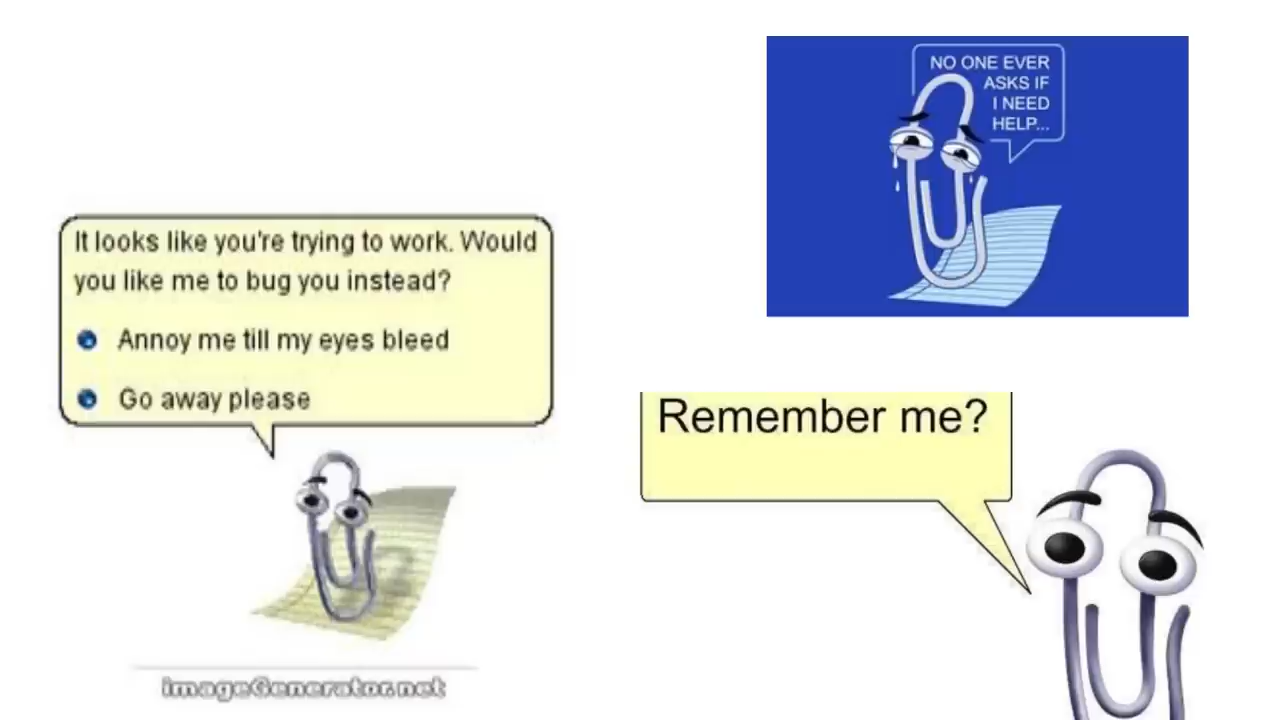 NO ONE EVER
ASKS IF
I NEED
HELP...
It looks like you're trying to work. Would
you like me to bug you instead?
Annoy me till my eyes bleed
Go away please
Remember me?
imageGenerator.net